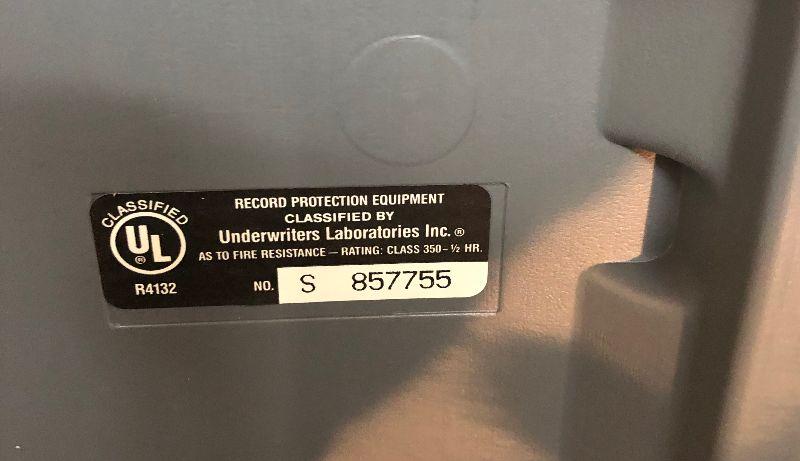 CLASSIFIED
UL®
R4132
RECORD PROTECTION EQUIPMENT
CLASSIFIED BY
Underwriters Laboratories Inc.®
AS TO FIRE RESISTANCE – RATING: CLASS 350-½ HR.
NO. S 857755